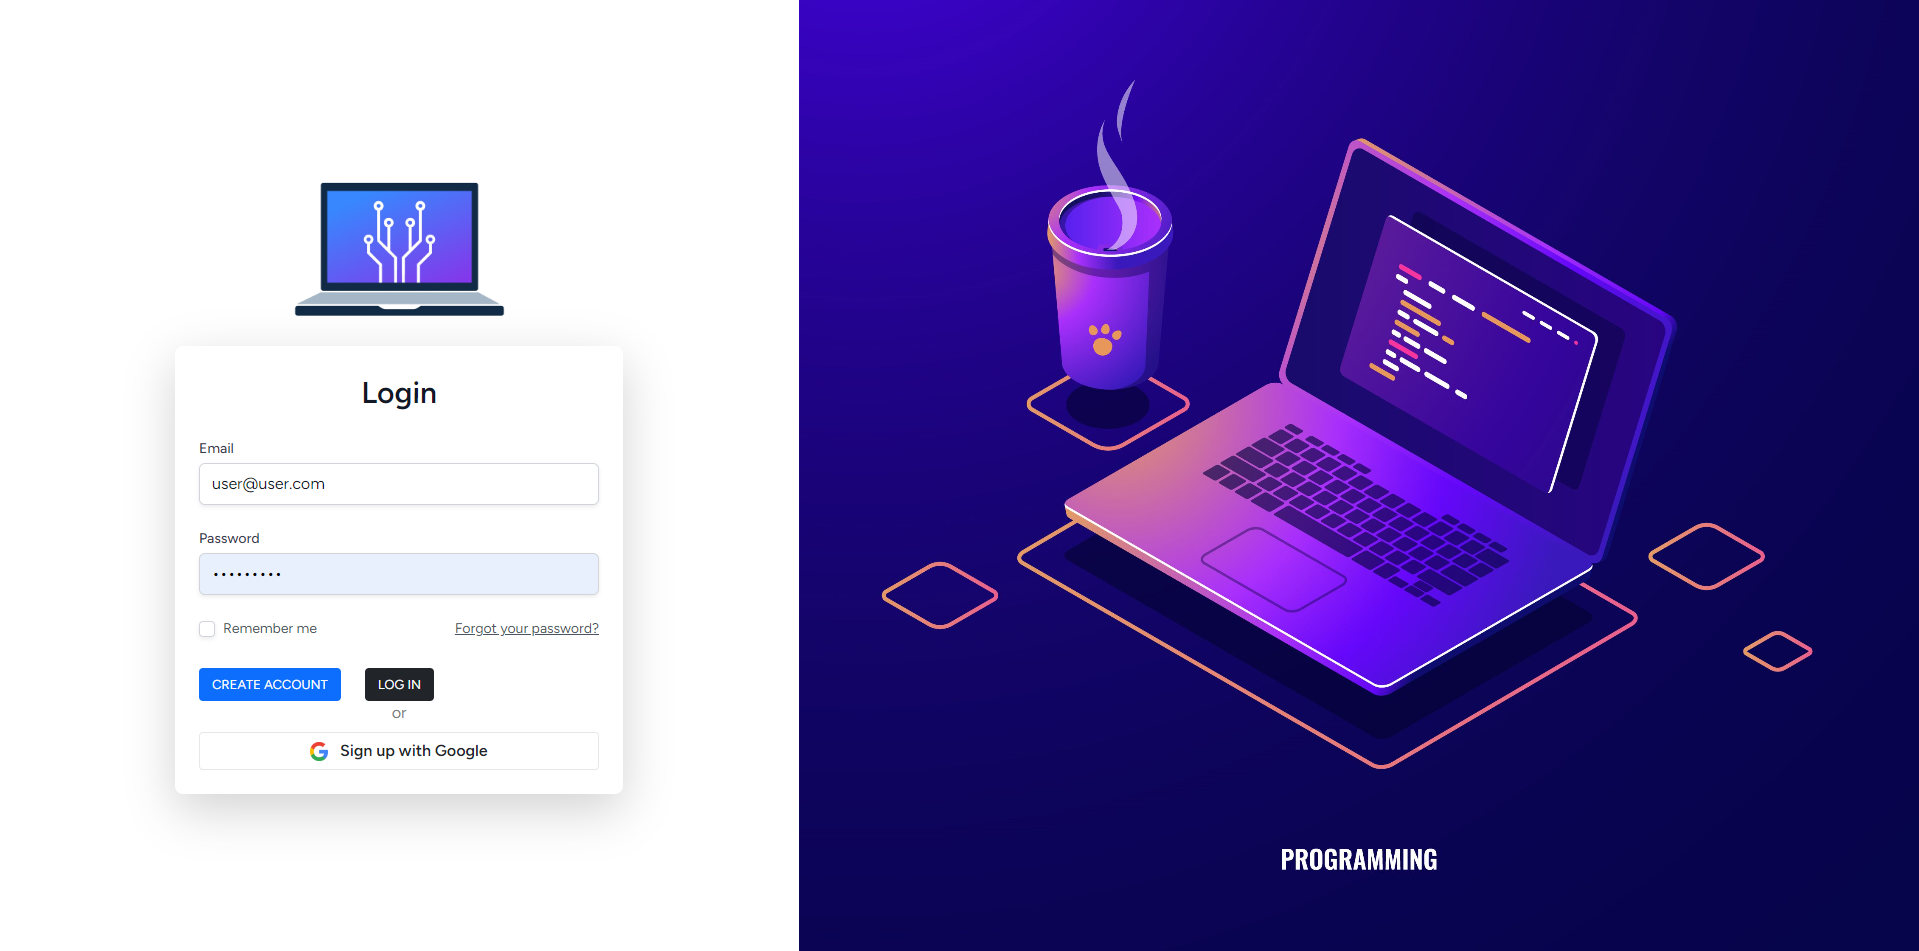 Login
Email
user@user.com
Password
•••••••••
Remember me
Forgot your password?
CREATE ACCOUNT
LOG IN
or
Sign up with Google
PROGRAMMING